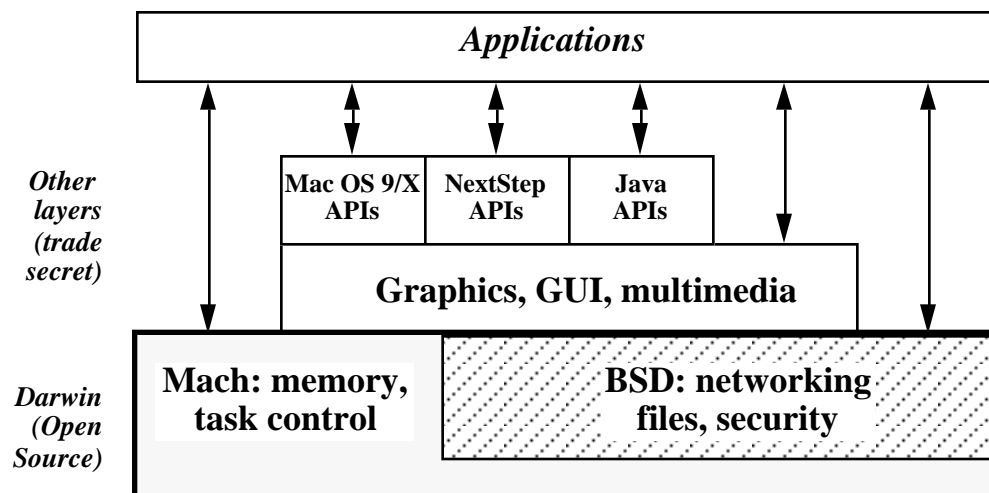 Applications
Other
layers
(trade
secret)
Mac OS 9/X
APIs
NextStep
APIs
Java
APIs
Graphics, GUI, multimedia
Darwin
(Open
Source)
Mach: memory,
task control
BSD: networking
files, security